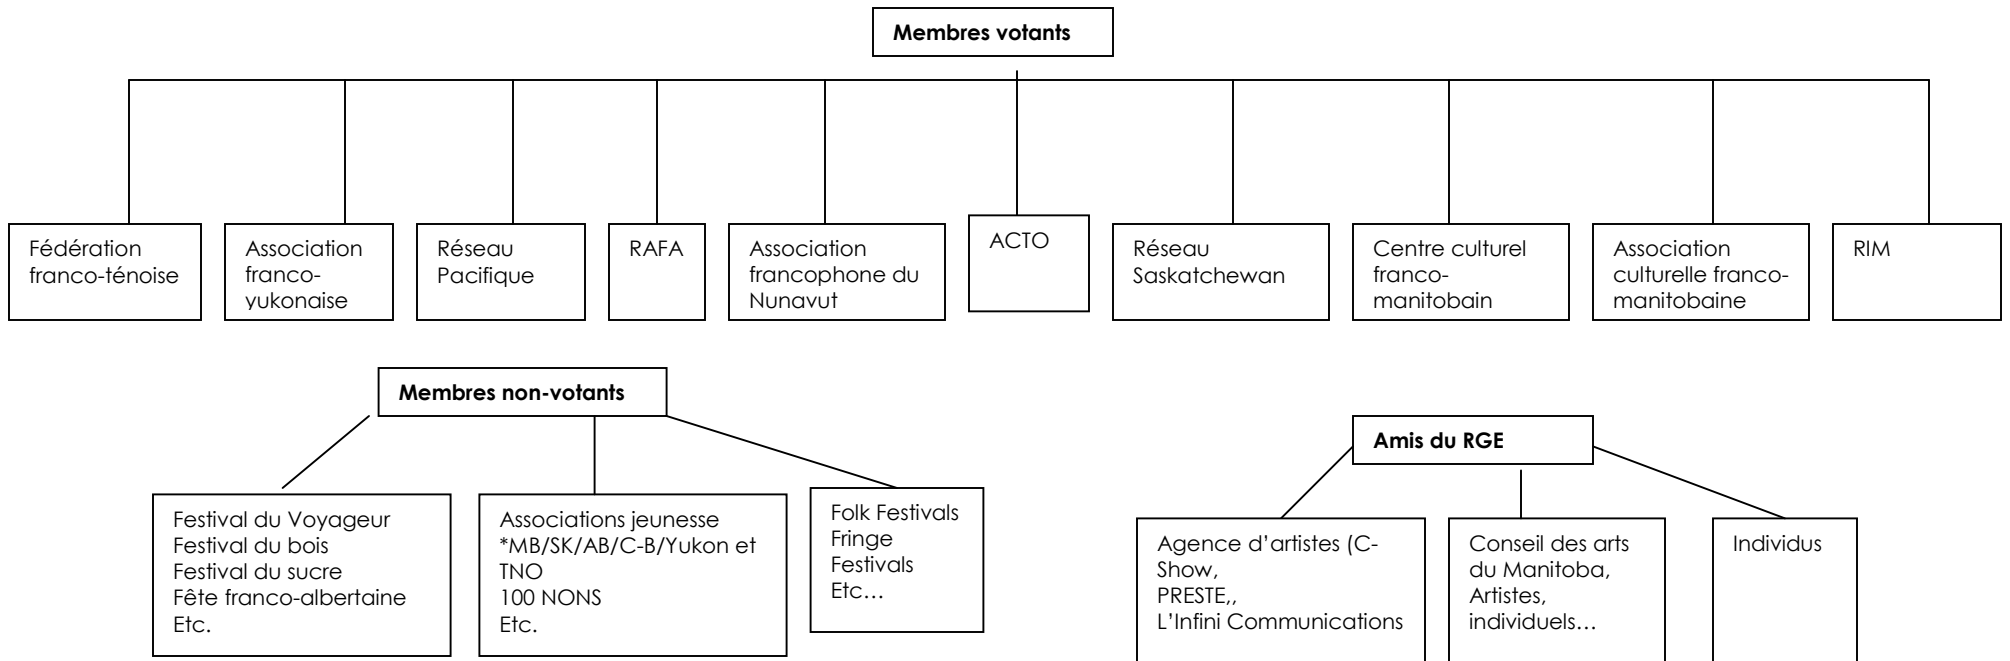 Membres votants
Fédération
franco-ténoise
Association
franco-
yukonaise
Réseau
Pacifique
RAFA
Association
francophone du
Nunavut
ACTO
Réseau
Saskatchewan
Centre culturel
franco-
manitobain
Association
culturelle franco-
manitobaine
RIM
Membres non-votants
Festival du Voyageur
Festival du bois
Festival du sucre
Fête franco-albertaine
Etc.
Associations jeunesse
*MB/SK/AB/C-B/Yukon et
TNO
100 NONS
Etc.
Folk Festivals
Fringe
Festivals
Etc…
Amis du RGE
Agence d’artistes (C-
Show,
PRESTE,,
L’Infini Communications
Conseil des arts
du Manitoba,
Artistes,
individuels…
Individus